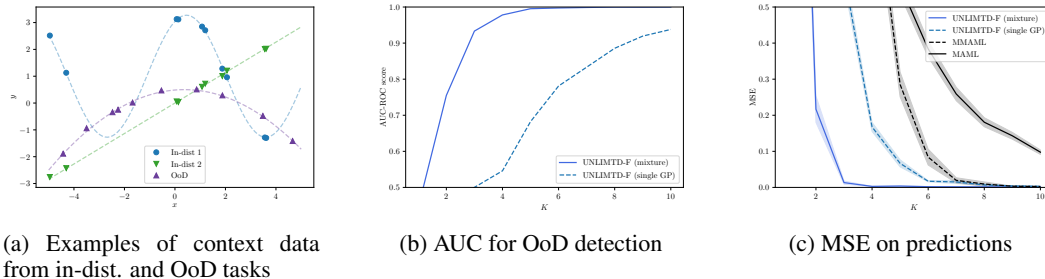 3
2
1
0
−1
−2
−3
y
−4
−2
0
2
4
x
In-dist 1
In-dist 2
OoD
1.0
0.9
0.8
0.7
0.6
0.5
AUC-ROC score
2
4
6
8
10
K
UNLIMTD-F (mixture)
UNLIMTD-F (single GP)
0.5
0.4
0.3
0.2
0.1
0.0
MSE
2
4
6
8
10
K
UNLIMTD-F (mixture)
UNLIMTD-F (single GP)
MMAML
MAML
(a) Examples of context data
from in-dist. and OoD tasks
(b) AUC for OoD detection
(c) MSE on predictions